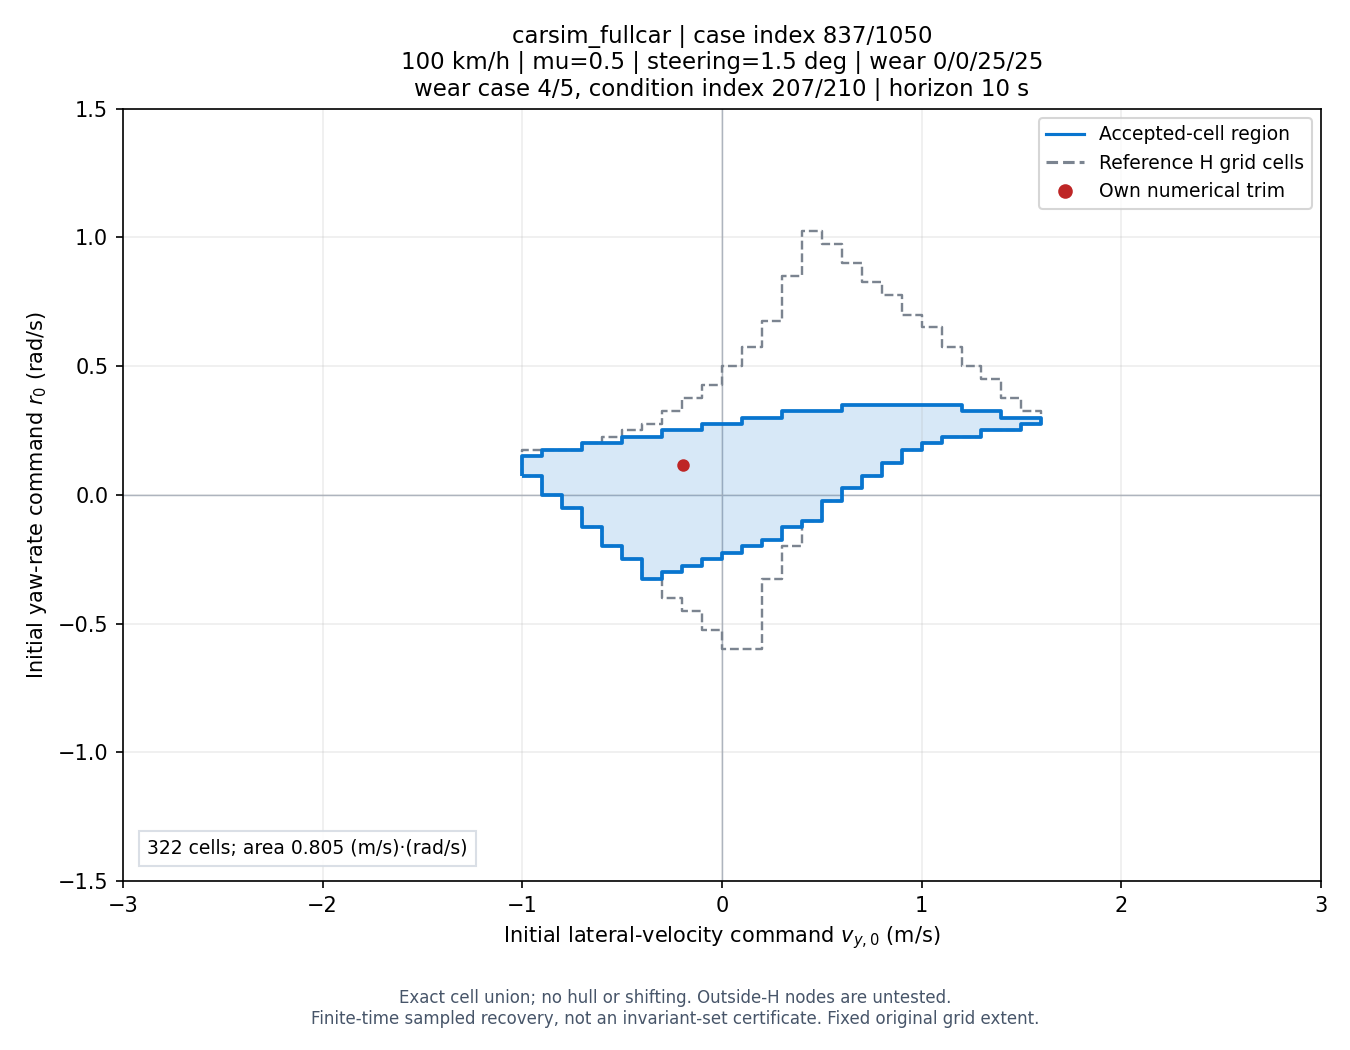 carsim_fullcar | case index 837/1050
100 km/h | mu=0.5 | steering=1.5 deg | wear 0/0/25/25
wear case 4/5, condition index 207/210 | horizon 10 s
Accepted-cell region
Reference H grid cells
Own numerical trim
1.5
1.0
0.5
0.0
−0.5
−1.0
−1.5
Initial yaw-rate command r0 (rad/s)
322 cells; area 0.805 (m/s)·(rad/s)
−3
−2
−1
0
1
2
3
Initial lateral-velocity command vy,0 (m/s)
Exact cell union; no hull or shifting. Outside-H nodes are untested.
Finite-time sampled recovery, not an invariant-set certificate. Fixed original grid extent.